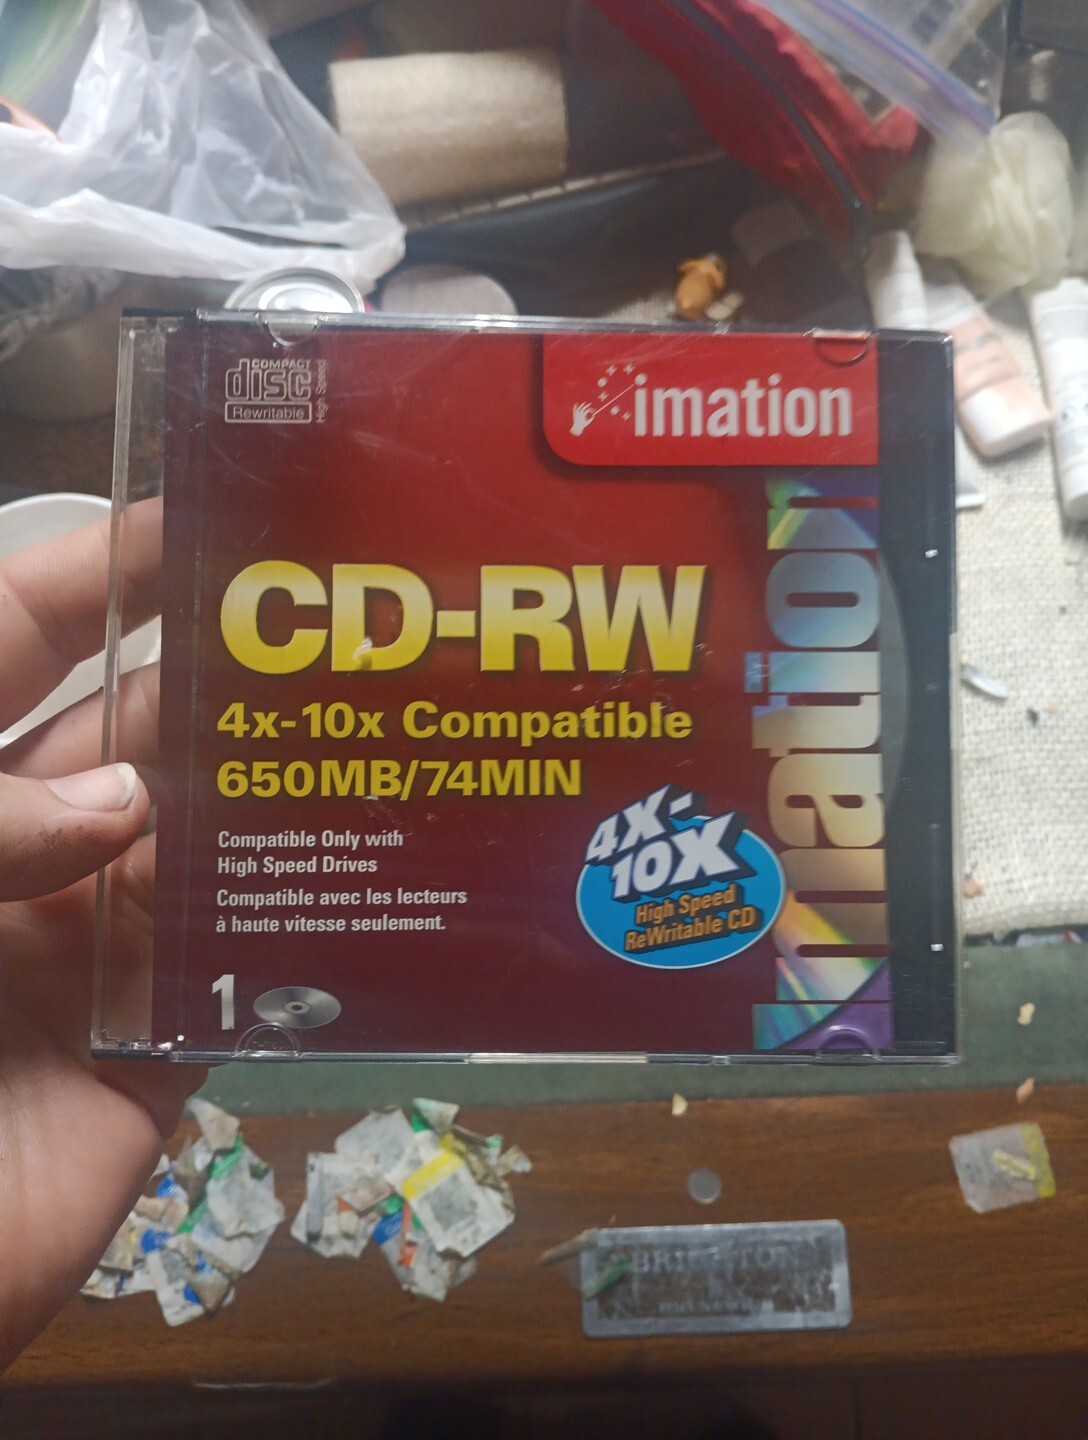 COMPACT
disc
Rewritable
High Speed
imation
CD-RW
4x-10x Compatible
650MB/74MIN
Compatible Only with
High Speed Drives
Compatible avec les lecteurs
à haute vitesse seulement.
4X-
10X
High Speed
ReWritable CD
1
imation